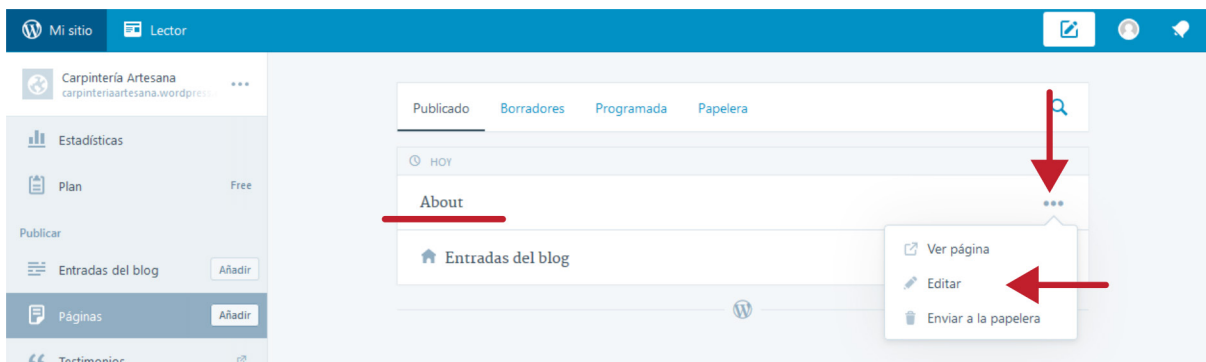 Mi sitio
Lector
Carpintería Artesana
carpinteriaartesana.wordpress
Estadísticas
Plan
Free
Publicar
Entradas del blog
Añadir
Páginas
Añadir
Testimonios
Publicado
Borradores
Programada
Papelera
HOY
About
Entradas del blog
Ver página
Editar
Enviar a la papelera